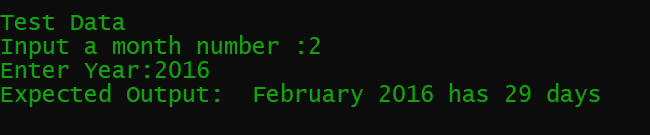 Test Data
Input a month number :2
Enter Year:2016
Expected Output:  February 2016 has 29 days